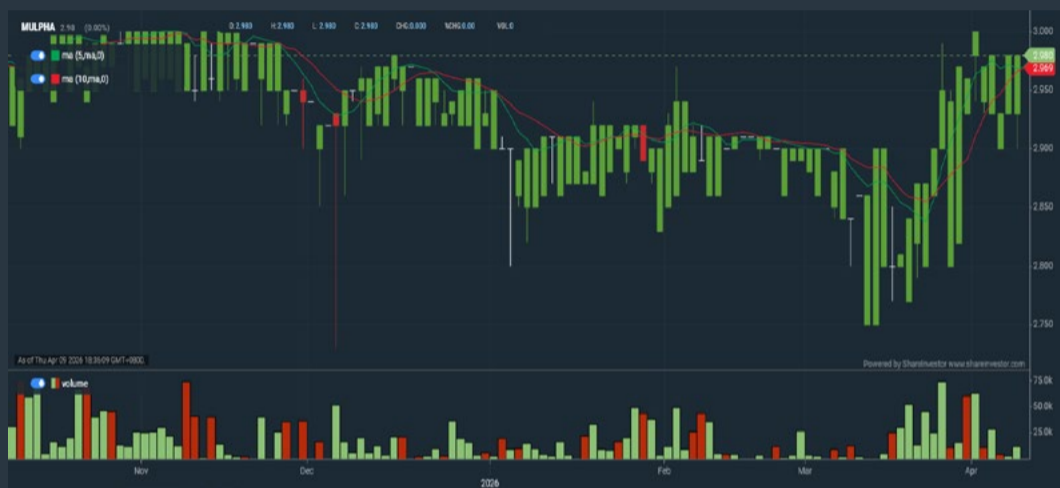 MULPHA 2.98 (0.00%) O:2.980 H:2.980 L: 2.980 C:2.980 CHG:0.000 %CHG:0.00 VOL:0
ma (5,ma,0)
ma (10,ma,0)
3.000
2.980
2.969
2.950
2.900
2.850
2.800
2.750
As of Thu Apr 09 2026 18:36:09 GMT+0800.
Powered by ShareInvestor www.shareinvestor.com
volume
75.0k
50.0k
25.0k
Nov Dec Feb Mar Apr
2026